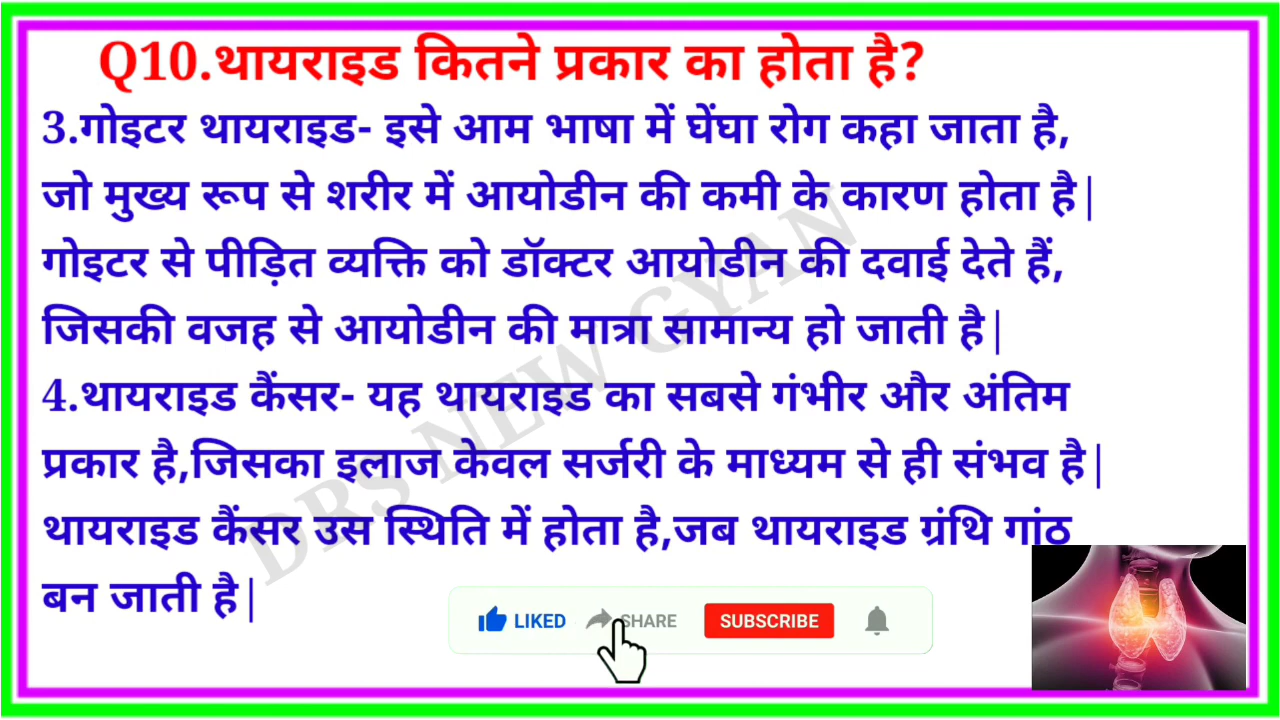 Q10.थायराइड कितने प्रकार का होता है?
3.गोइटर थायराइड- इसे आम भाषा में घेंघा रोग कहा जाता है,
जो मुख्य रूप से शरीर में आयोडीन की कमी के कारण होता है|
गोइटर से पीड़ित व्यक्ति को डॉक्टर आयोडीन की दवाई देते हैं,
जिसकी वजह से आयोडीन की मात्रा सामान्य हो जाती है|
4.थायराइड कैंसर- यह थायराइड का सबसे गंभीर और अंतिम
प्रकार है,जिसका इलाज केवल सर्जरी के माध्यम से ही संभव है|
थायराइड कैंसर उस स्थिति में होता है,जब थायराइड ग्रंथि गांठ
बन जाती है|
DRS NEW GYAN
LIKED SHARE SUBSCRIBE